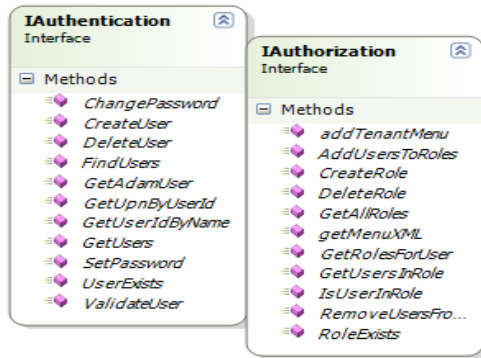 IAuthentication
Interface
Methods
ChangePassword
CreateUser
DeleteUser
FindUsers
GetAdamUser
GetUpnByUserId
GetUserIdByName
GetUsers
SetPassword
UserExists
ValidateUser
IAuthorization
Interface
Methods
addTenantMenu
AddUsersToRoles
CreateRole
DeleteRole
GetAllRoles
getMenuXML
GetRolesForUser
GetUsersInRole
IsUserInRole
RemoveUsersFro...
RoleExists